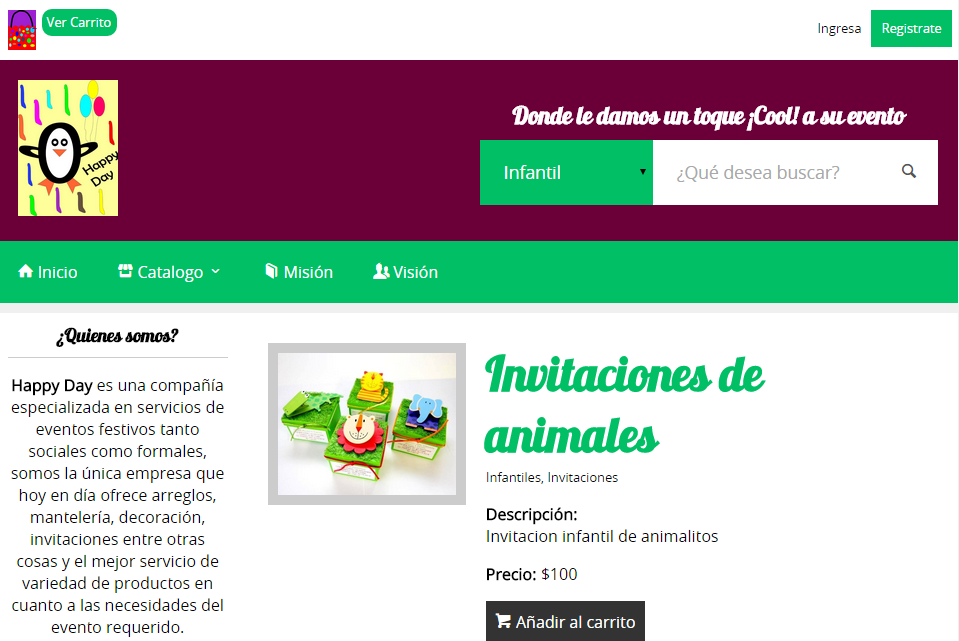 Ver Carrito
Ingresa
Registrate
Happy
Day
Donde le damos un toque ¡Cool! a su evento
Infantil
¿Qué desea buscar?
Inicio
Catalogo
Misión
Visión
¿Quienes somos?
Happy Day es una compañía
especializada en servicios de
eventos festivos tanto
sociales como formales,
somos la única empresa que
hoy en día ofrece arreglos,
mantelería, decoración,
invitaciones entre otras
cosas y el mejor servicio de
variedad de productos en
cuanto a las necesidades del
evento requerido.
Invitaciones de
animales
Infantiles, Invitaciones
Descripción:
Invitacion infantil de animalitos
Precio: $100
Añadir al carrito